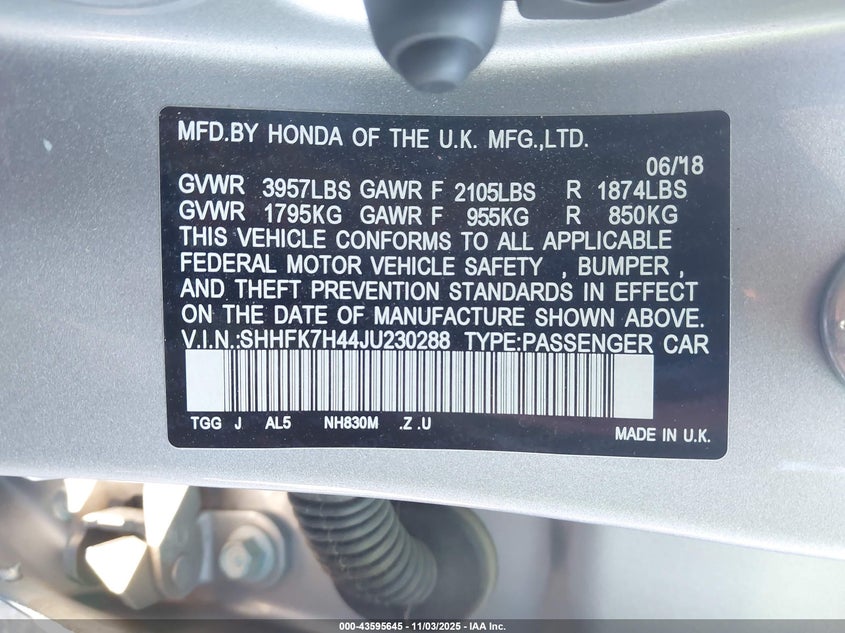 MFD.BY HONDA OF THE U.K. MFG.,LTD.
06/18
GVWR 3957LBS GAWR F 2105LBS R 1874LBS
GVWR 1795KG GAWR F 955KG R 850KG
THIS VEHICLE CONFORMS TO ALL APPLICABLE
FEDERAL MOTOR VEHICLE SAFETY , BUMPER ,
AND THEFT PREVENTION STANDARDS IN EFFECT
ON THE DATE OF MANUFACTURE SHOWN ABOVE.
V.I.N.:SHHFK7H44JU230288 TYPE:PASSENGER CAR
TGG J AL5 NH830M .Z .U
MADE IN U.K.
000-43595645 | 11/03/2025 - IAA Inc.